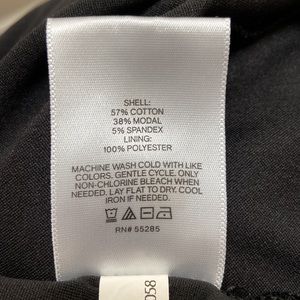 SHELL:
57% COTTON
38% MODAL
5% SPANDEX
LINING:
100% POLYESTER
MACHINE WASH COLD WITH LIKE
COLORS. GENTLE CYCLE. ONLY
NON-CHLORINE BLEACH WHEN
NEEDED. LAY FLAT TO DRY. COOL
IRON IF NEEDED.
RN# 55285
058